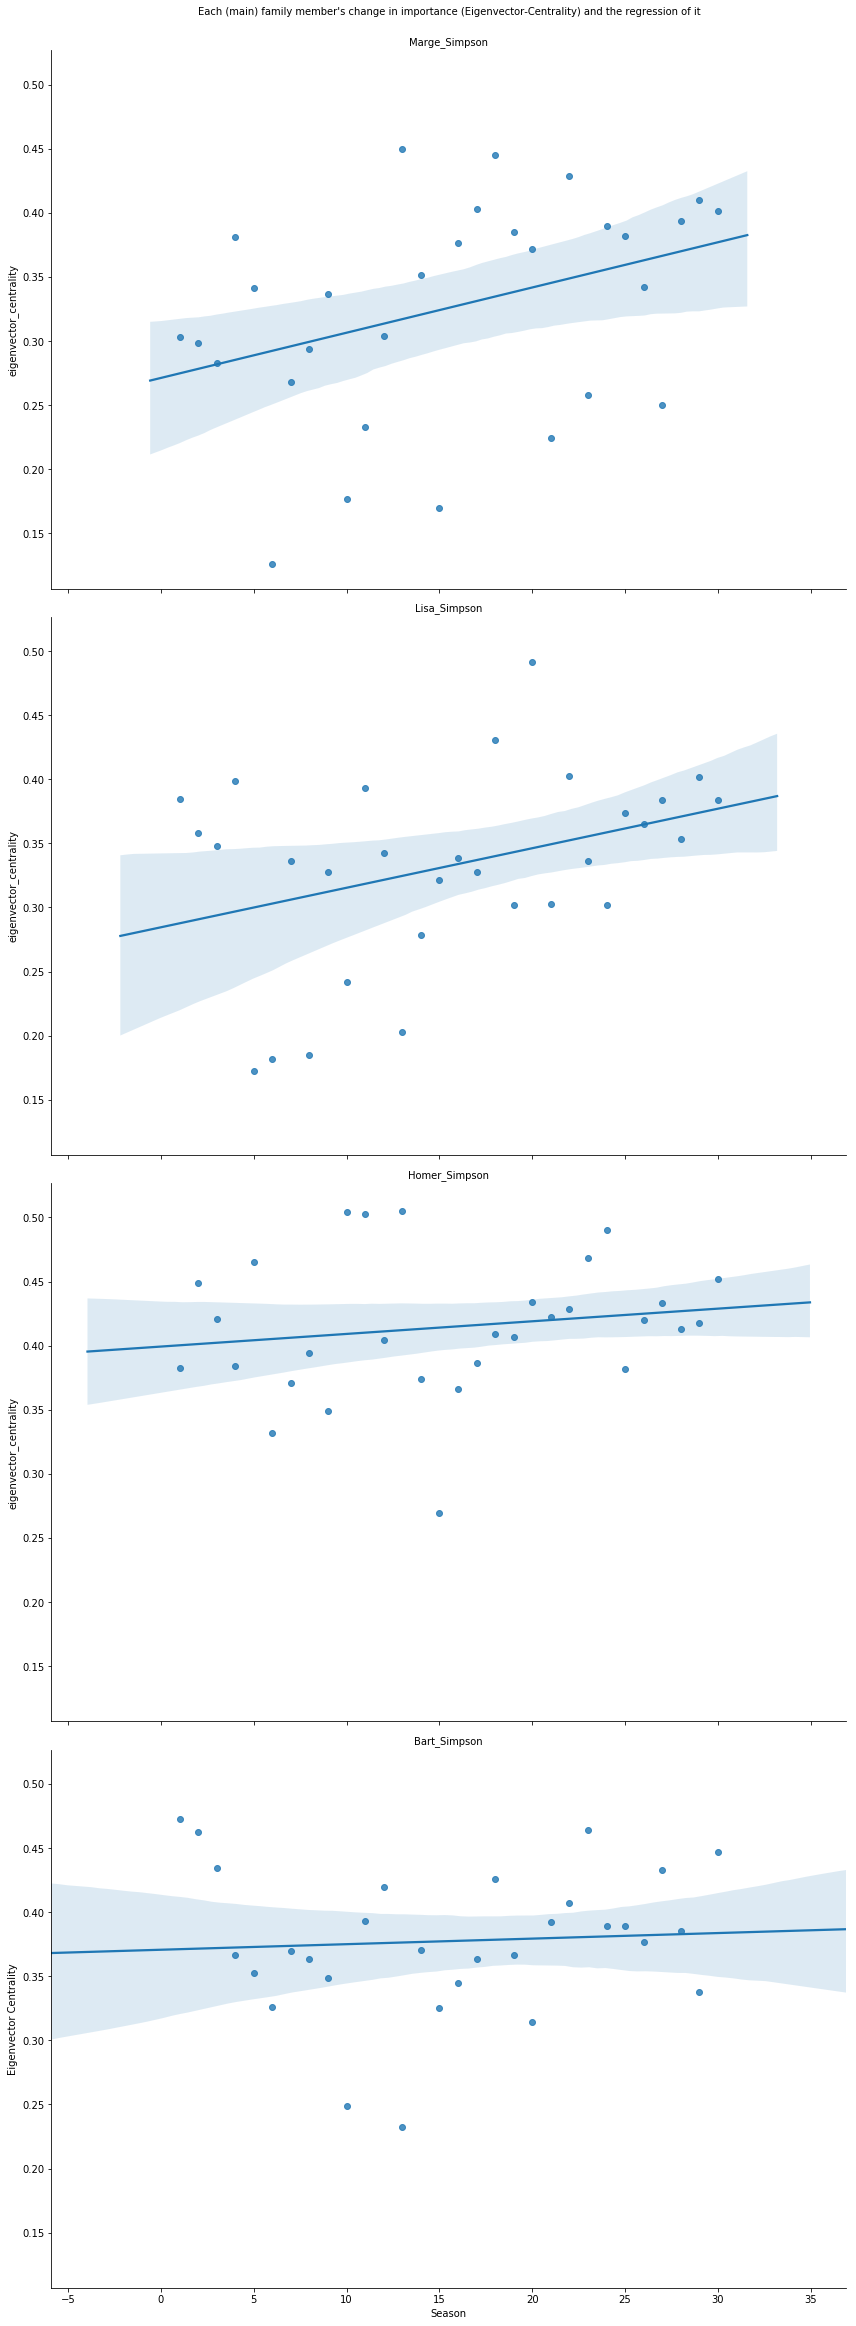 Each (main) family member's change in importance (Eigenvector-Centrality) and the regression of it
Marge_Simpson
0.50
0.45
0.40
0.35
0.30
0.25
0.20
0.15
eigenvector_centrality
Lisa_Simpson
0.50
0.45
0.40
0.35
0.30
0.25
0.20
0.15
eigenvector_centrality
Homer_Simpson
0.50
0.45
0.40
0.35
0.30
0.25
0.20
0.15
eigenvector_centrality
Bart_Simpson
0.50
0.45
0.40
0.35
0.30
0.25
0.20
0.15
Eigenvector Centrality
−5 0 5 10 15 20 25 30 35
Season